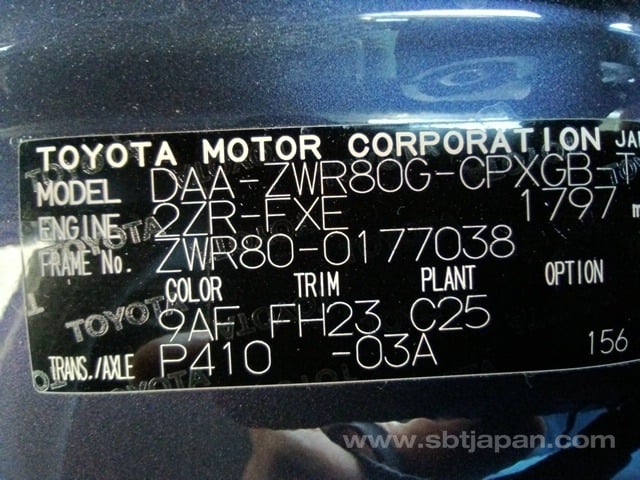 TOYOTA MOTOR CORPORATION JA
MODEL DAA-ZWR80G-CPXGB-T
ENGINE 2ZR-FXE 1797 m
FRAME No. ZWR80-0177038
COLOR TRIM PLANT OPTION
9AF FH23 C25
TRANS./AXLE P410 -03A 156
www.sbtjapan.com